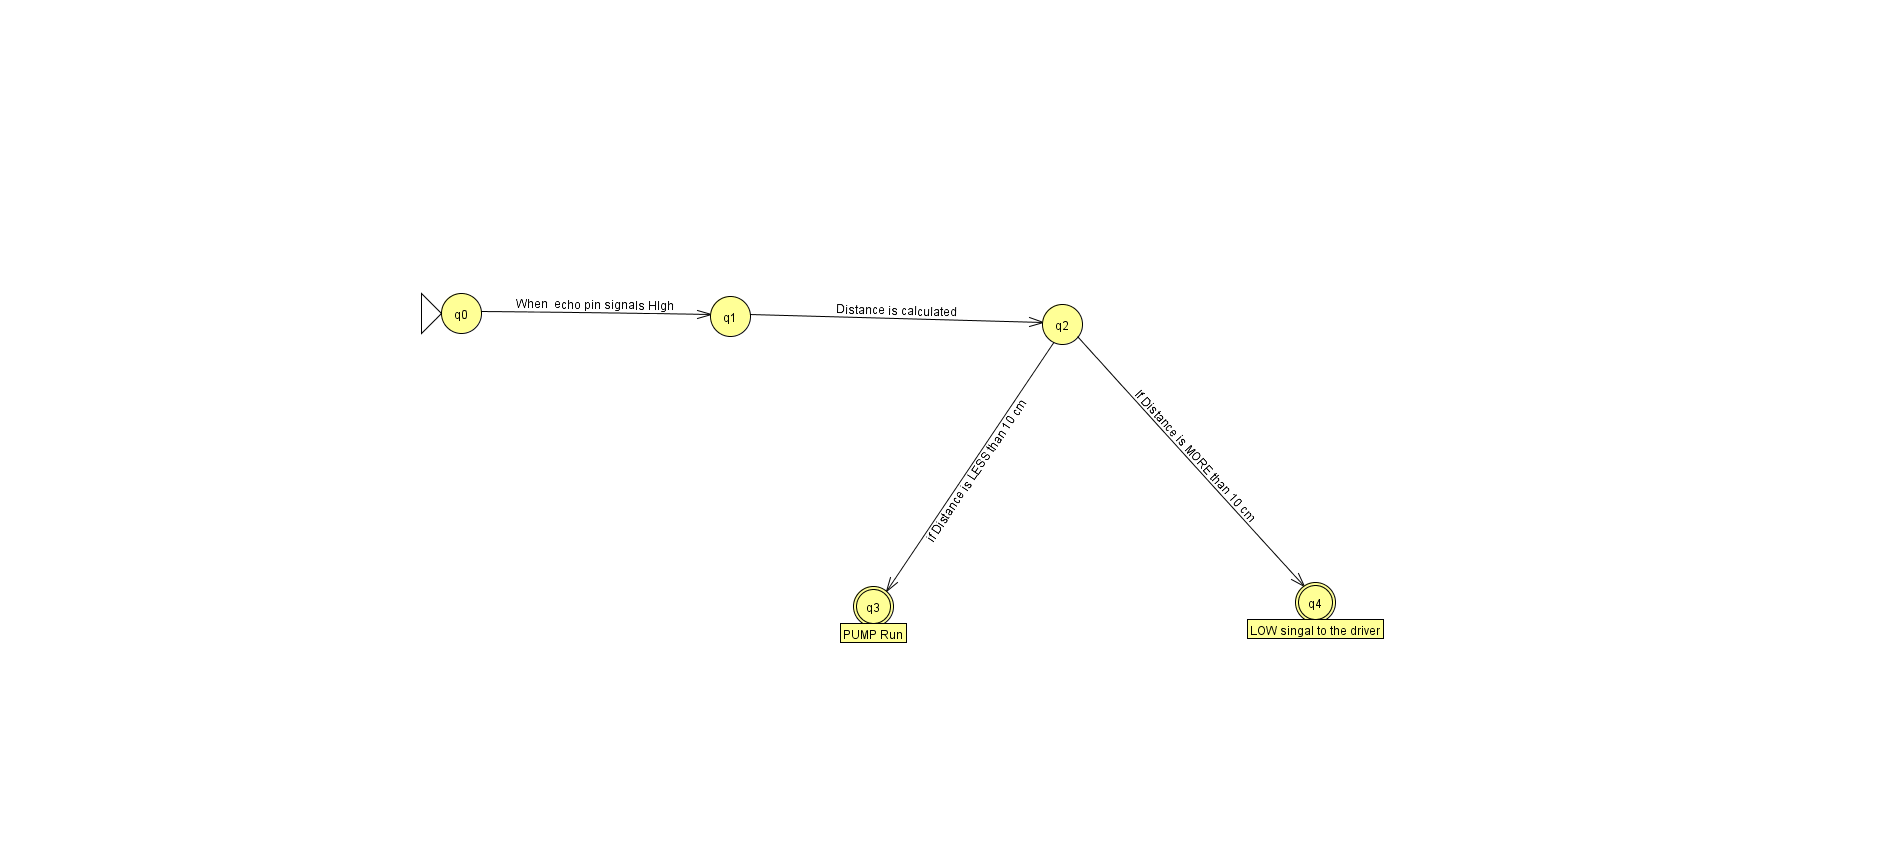 q0
When  echo pin signals HIgh
q1
Distance is calculated
q2
if Distance is LESS than 10 cm
if Distance is MORE than 10 cm
q3
PUMP Run
q4
LOW singal to the driver